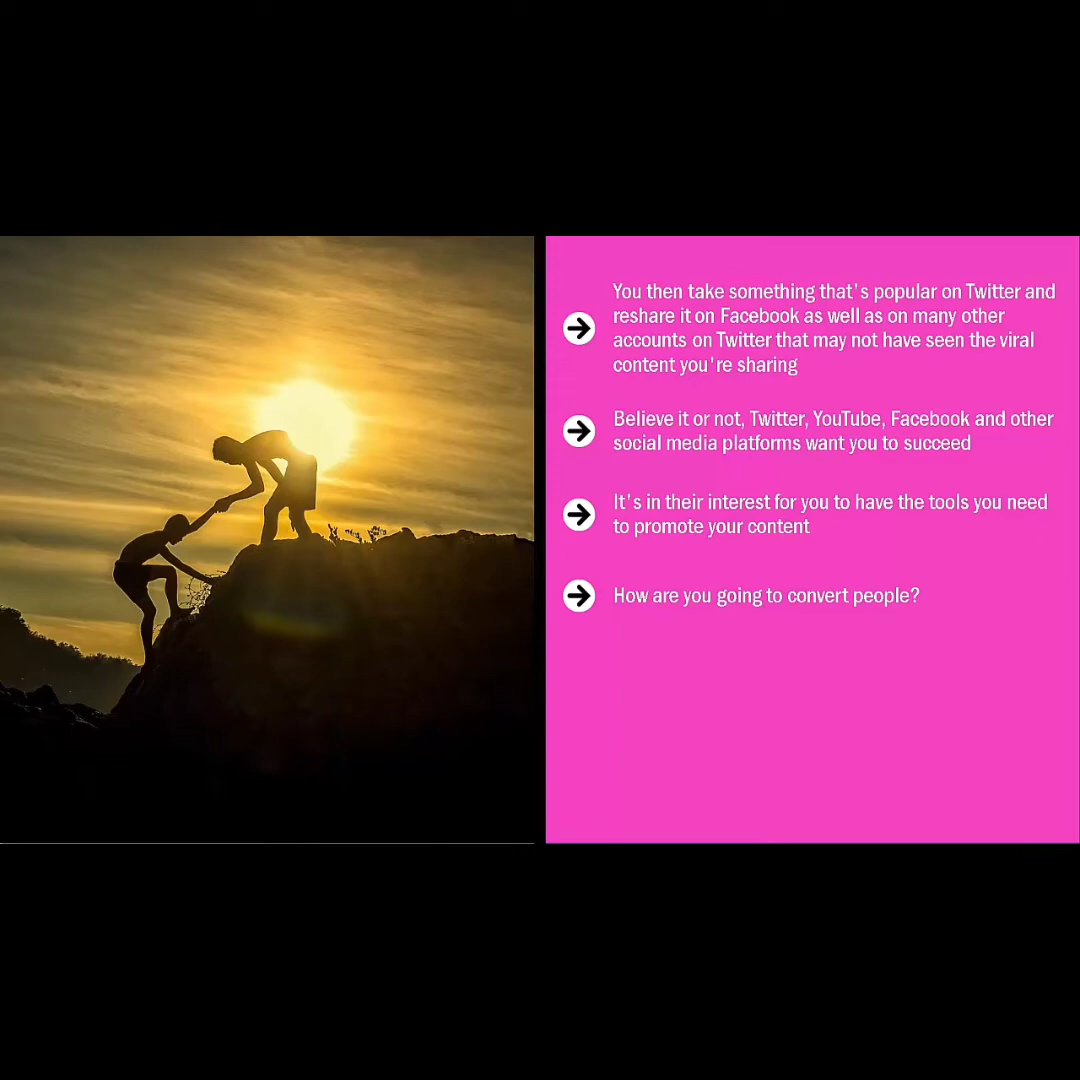 You then take something that's popular on Twitter and
reshare it on Facebook as well as on many other
accounts on Twitter that may not have seen the viral
content you're sharing
Believe it or not, Twitter, YouTube, Facebook and other
social media platforms want you to succeed
It's in their interest for you to have the tools you need
to promote your content
How are you going to convert people?